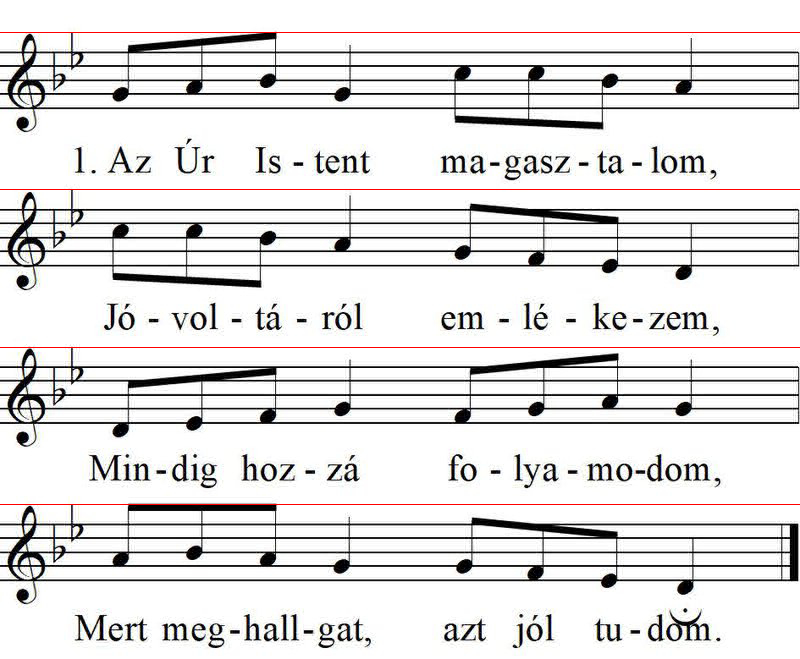 1. Az Úr Is - tent ma - gasz - ta - lom,
Jó - vol - tá - ról em - lé - ke - zem,
Min - dig hoz - zá fo - lya - mo - dom,
Mert meg - hall - gat, azt jól tu - dom.